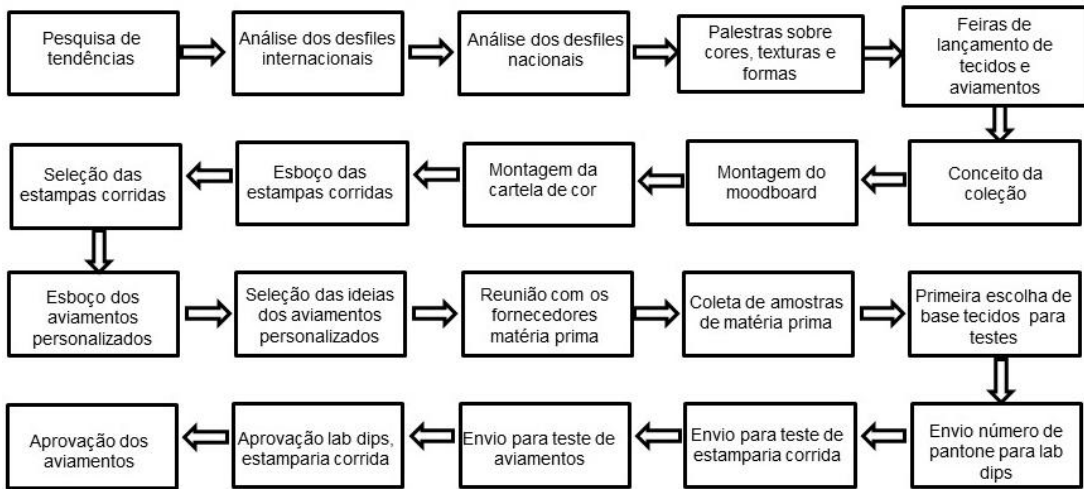 Pesquisa de
tendências
Análise dos desfiles
internacionais
Análise dos desfiles
nacionais
Palestras sobre
cores, texturas e
formas
Feiras de
lançamento de
tecidos e
aviamentos
Conceito da
coleção
Montagem do
moodboard
Montagem da
cartela de cor
Esboço das
estampas corridas
Seleção das
estampas corridas
Esboço dos
aviamentos
personalizados
Seleção das ideias
dos aviamentos
personalizados
Reunião com os
fornecedores
matéria prima
Coleta de amostras
de matéria prima
Primeira escolha de
base tecidos para
testes
Envio número de
pantone para lab
dips
Envio para teste de
estamparia corrida
Envio para teste de
aviamentos
Aprovação lab dips,
estamparia corrida
Aprovação dos
aviamentos